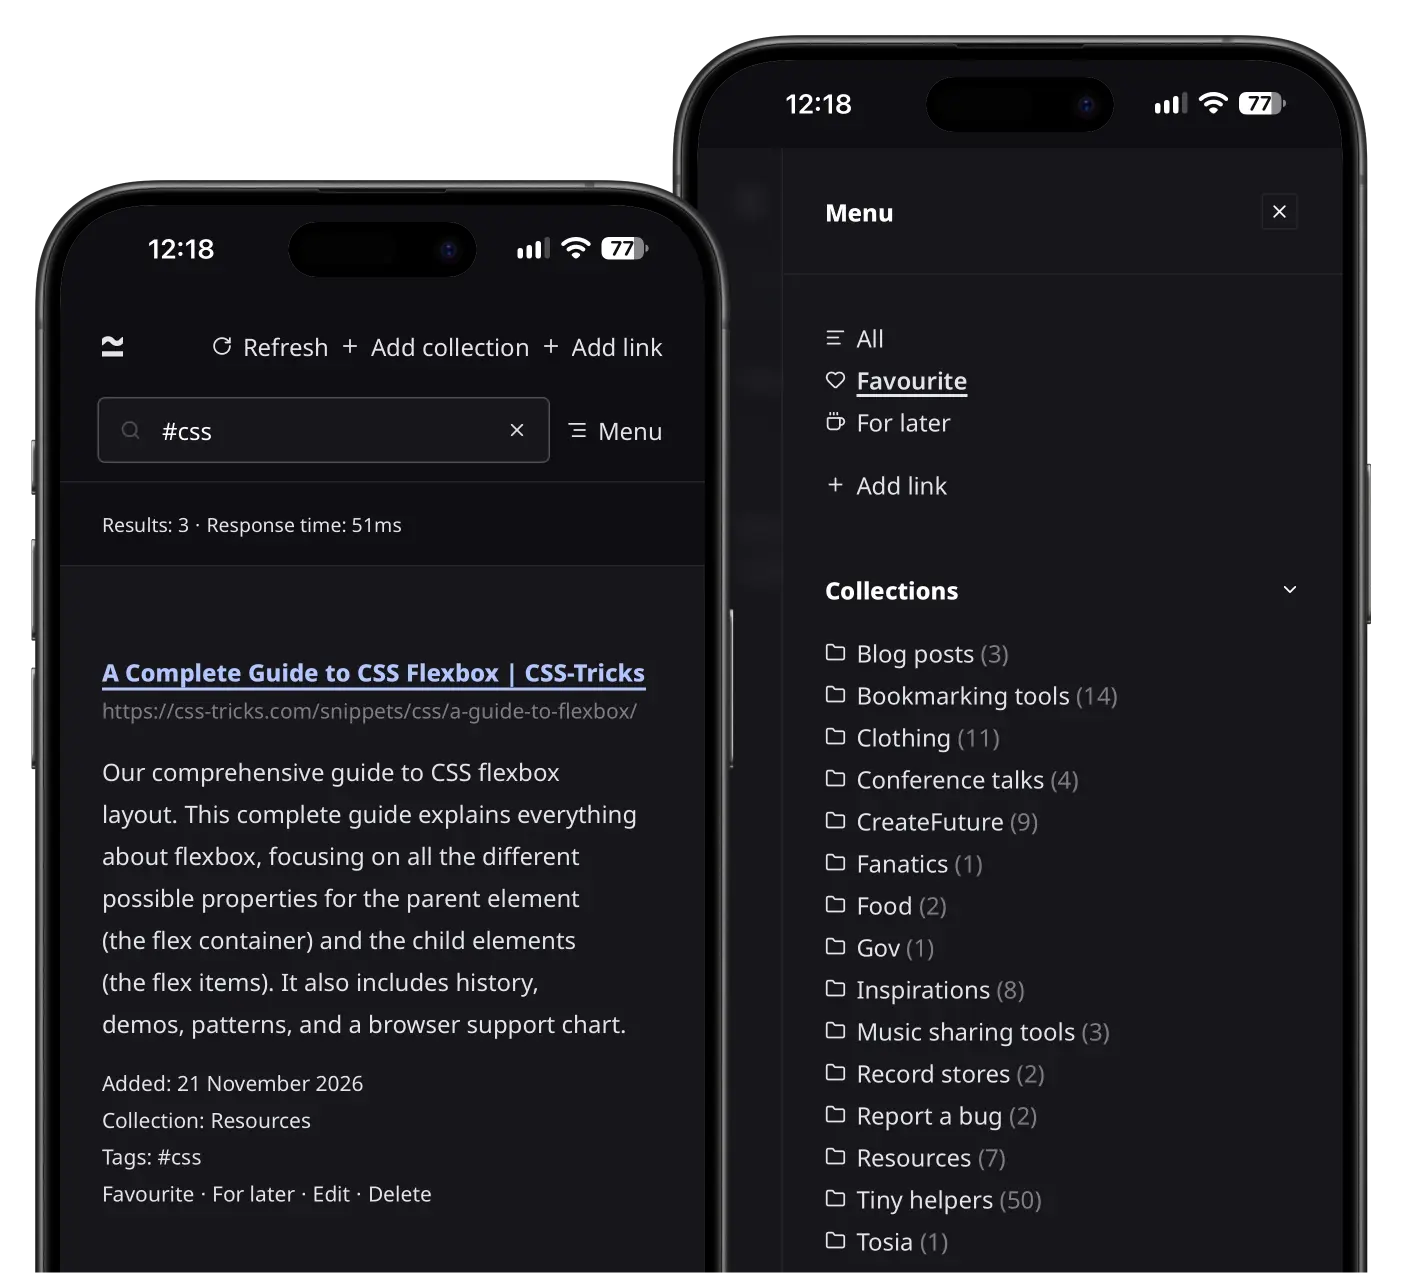 12:18
77
Refresh + Add collection + Add link
#css
Menu
Results: 3 · Response time: 51ms
A Complete Guide to CSS Flexbox | CSS-Tricks
https://css-tricks.com/snippets/css/a-guide-to-flexbox/
Our comprehensive guide to CSS flexbox
layout. This complete guide explains everything
about flexbox, focusing on all the different
possible properties for the parent element
(the flex container) and the child elements
(the flex items). It also includes history,
demos, patterns, and a browser support chart.
Added: 21 November 2026
Collection: Resources
Tags: #css
Favourite · For later · Edit · Delete
12:18
77
Menu
All
Favourite
For later
+ Add link
Collections
Blog posts (3)
Bookmarking tools (14)
Clothing (11)
Conference talks (4)
CreateFuture (9)
Fanatics (1)
Food (2)
Gov (1)
Inspirations (8)
Music sharing tools (3)
Record stores (2)
Report a bug (2)
Resources (7)
Tiny helpers (50)
Tosia (1)